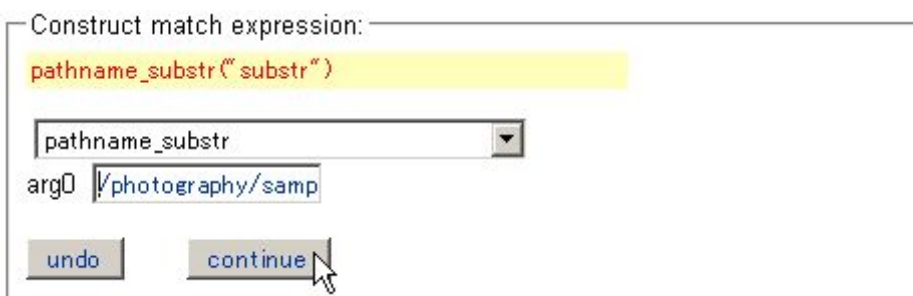 Construct match expression:
pathname_substr("substr")
pathname_substr
arg0 /photography/samp
undo continue